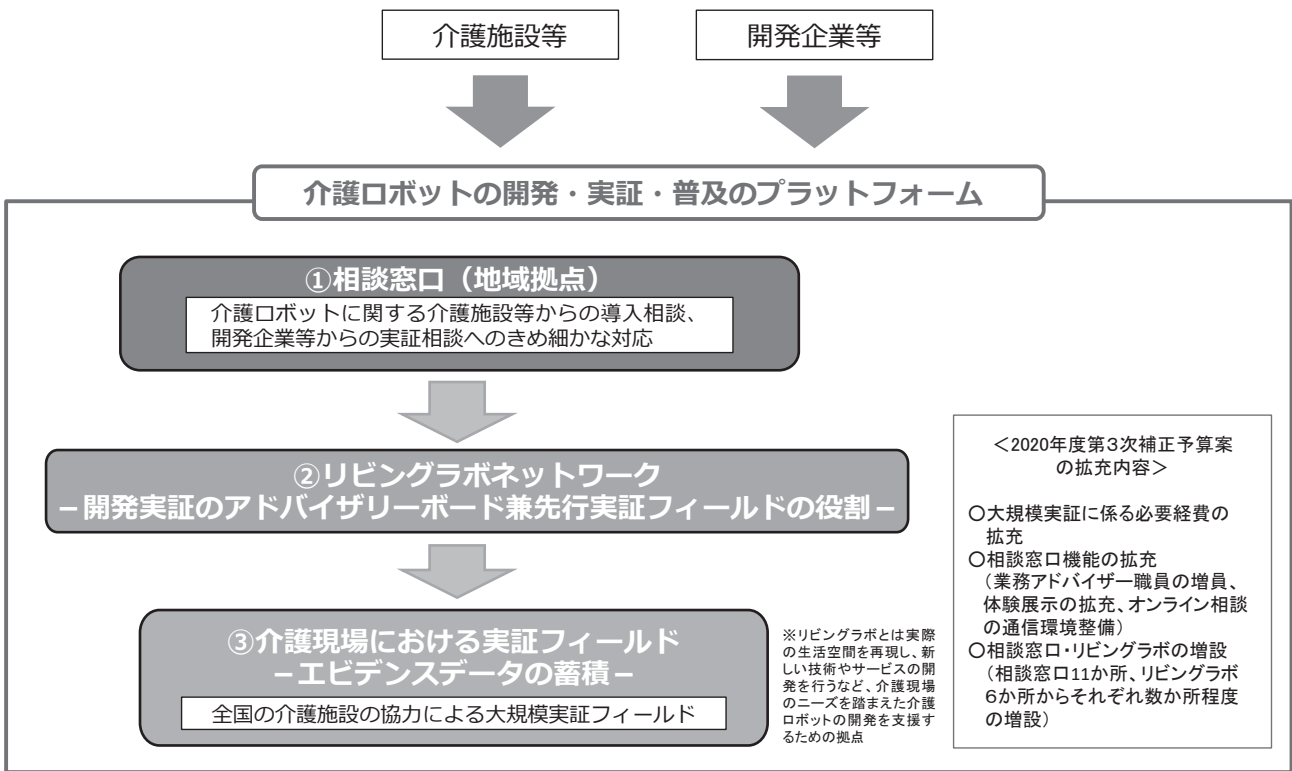 介護施設等
開発企業等
介護ロボットの開発・実証・普及のプラットフォーム
①相談窓口（地域拠点）
介護ロボットに関する介護施設等からの導入相談、
開発企業等からの実証相談へのきめ細かな対応
②リビングラボネットワーク
－開発実証のアドバイザリーボード兼先行実証フィールドの役割－
③介護現場における実証フィールド
－エビデンスデータの蓄積－
全国の介護施設の協力による大規模実証フィールド
※リビングラボとは実際
の生活空間を再現し、新
しい技術やサービスの開
発を行うなど、介護現場
のニーズを踏まえた介護
ロボットの開発を支援す
るための拠点
＜2020年度第３次補正予算案
の拡充内容＞
〇大規模実証に係る必要経費の
拡充
〇相談窓口機能の拡充
（業務アドバイザー職員の増員、
体験展示の拡充、オンライン相談
の通信環境整備）
〇相談窓口・リビングラボの増設
（相談窓口11か所、リビングラボ
６か所からそれぞれ数か所程度
の増設）